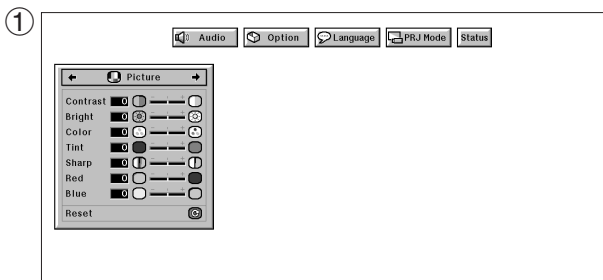 1
Audio Option Language PRJ Mode Status
Picture
Contrast 0
Bright 0
Color 0
Tint 0
Sharp 0
Red 0
Blue 0
Reset